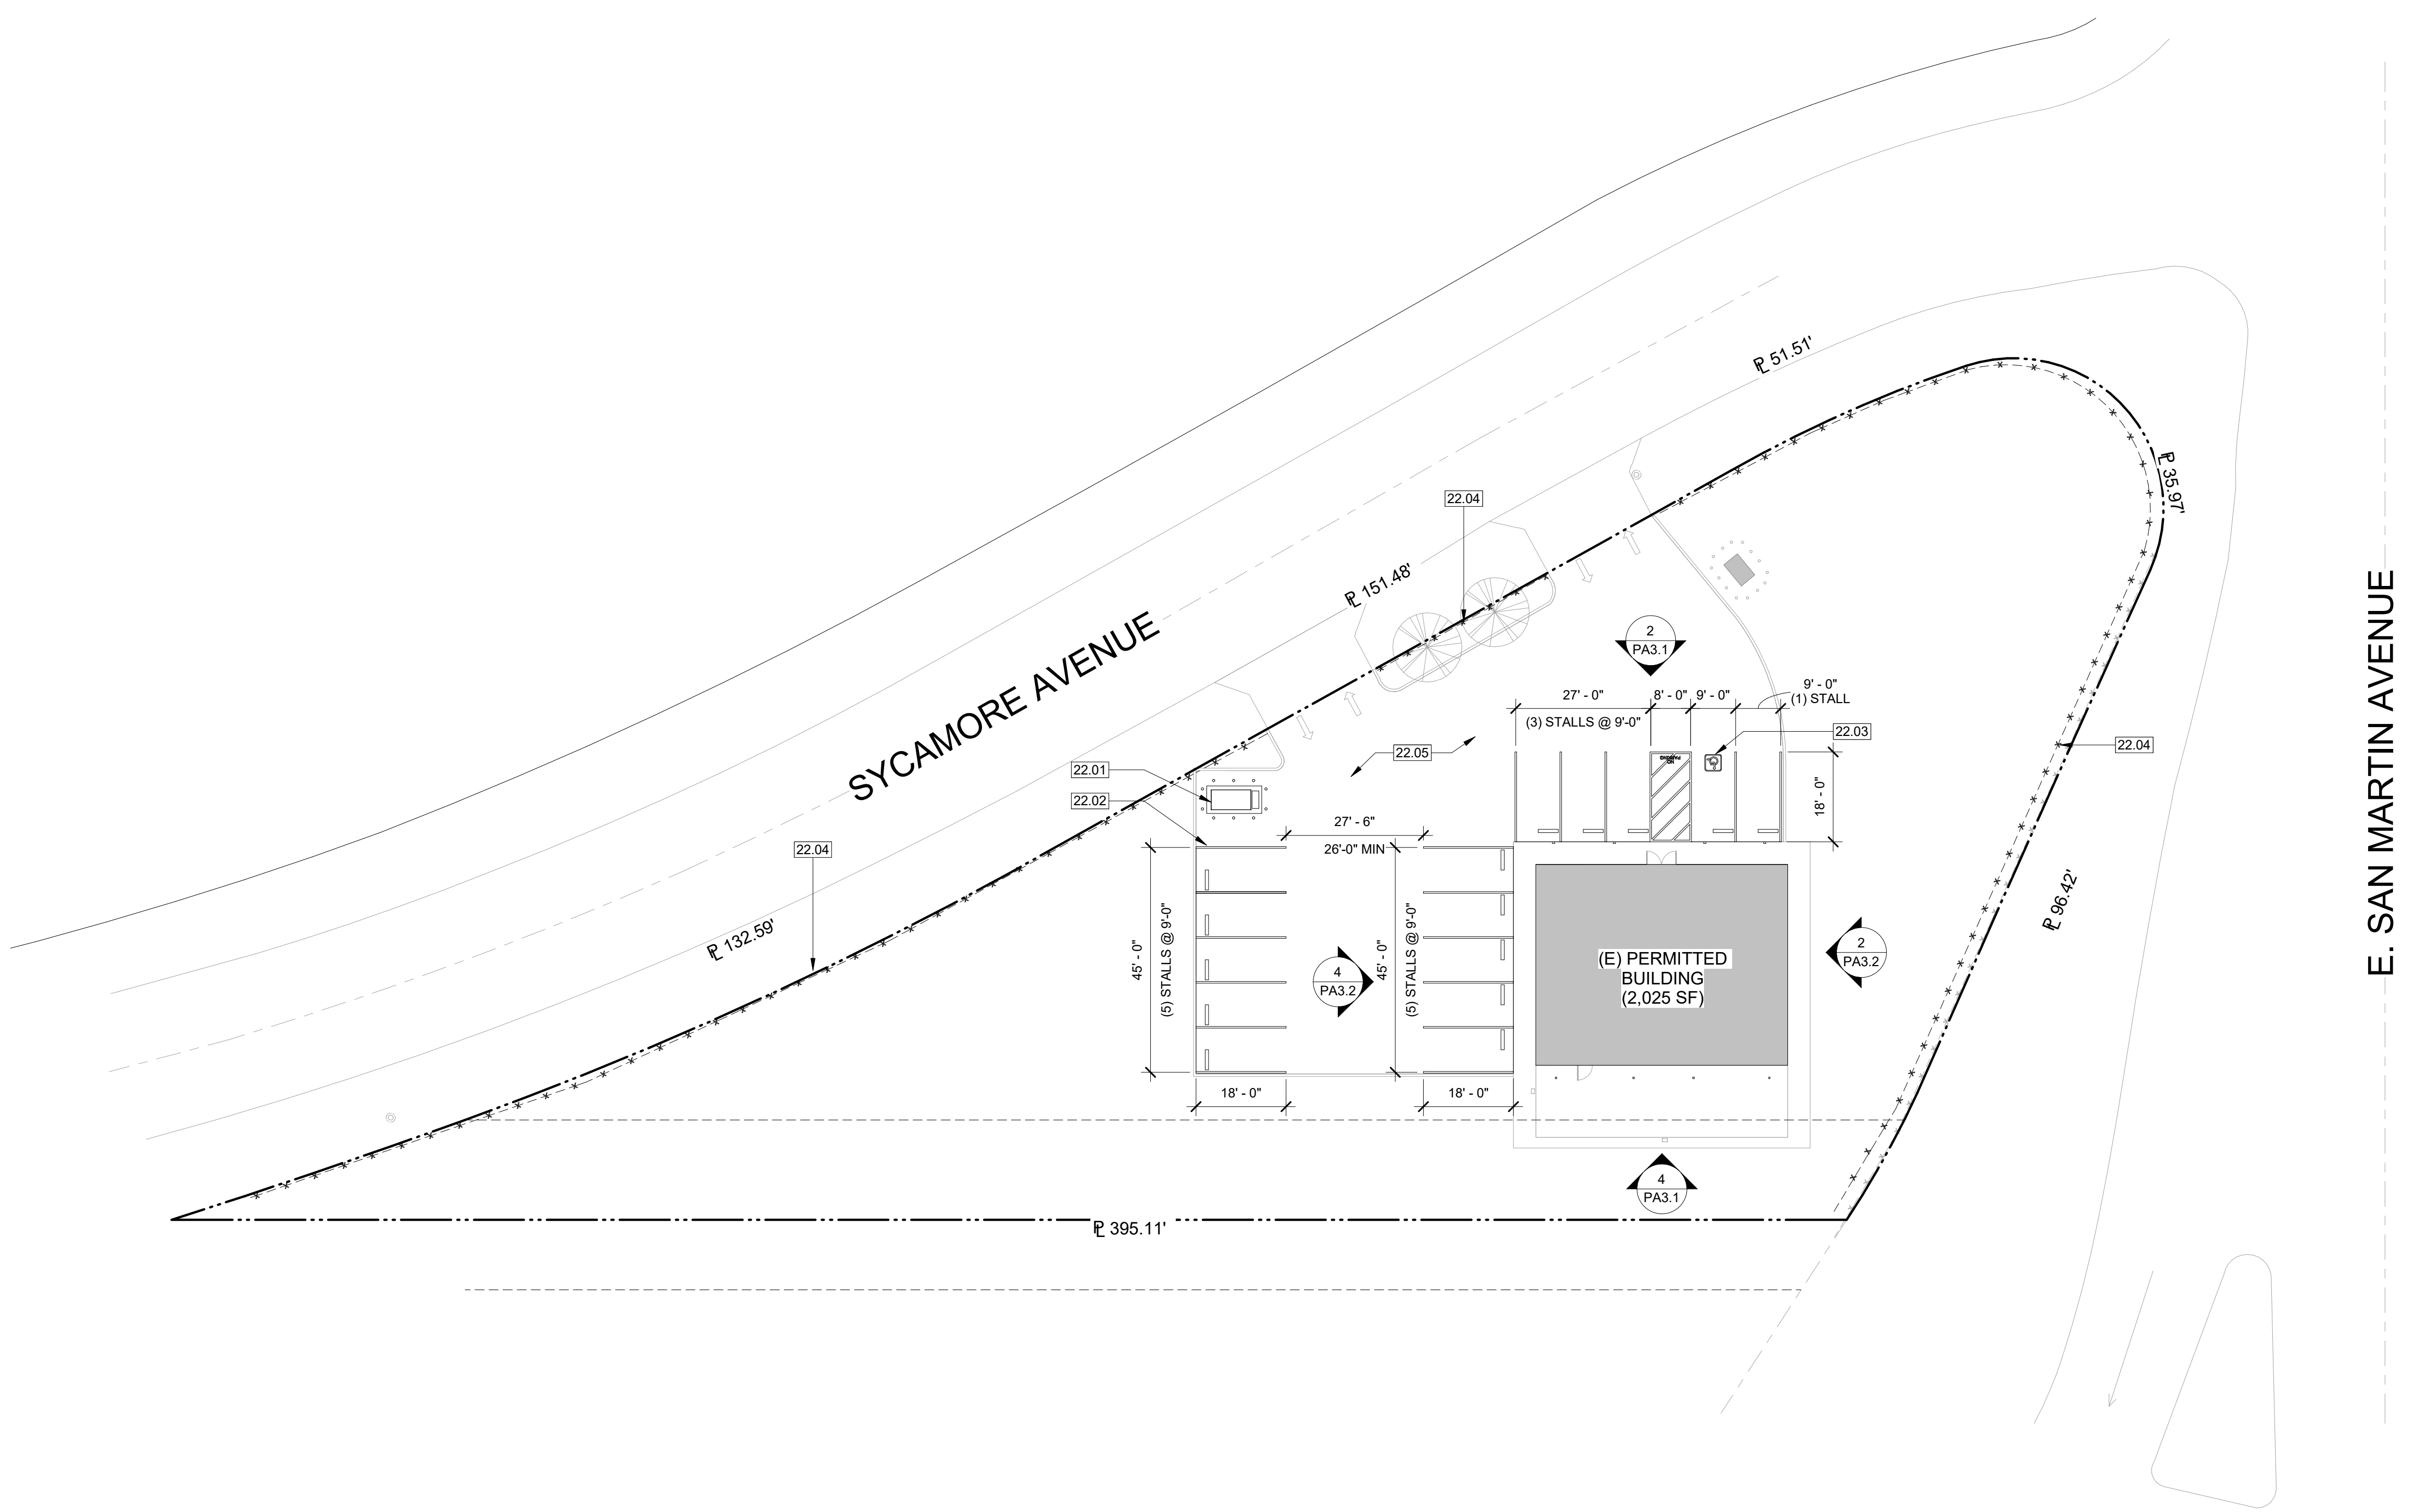 ℄ 51.51'
℄ 35.97'
22.04
℄ 151.48'
SYCAMORE AVENUE
E. SAN MARTIN AVENUE
2
PA3.1
27' - 0"
8' - 0"
9' - 0"
9' - 0"
(1) STALL
(3) STALLS @ 9'-0"
22.03
22.04
22.05
NO
PARKING
22.01
22.02
18' - 0"
27' - 6"
26'-0" MIN
22.04
℄ 132.59'
℄ 96.42'
45' - 0"
(5) STALLS @ 9'-0"
45' - 0"
(5) STALLS @ 9'-0"
4
PA3.2
(E) PERMITTED
BUILDING
(2,025 SF)
2
PA3.2
18' - 0"
18' - 0"
4
PA3.1
℄ 395.11'